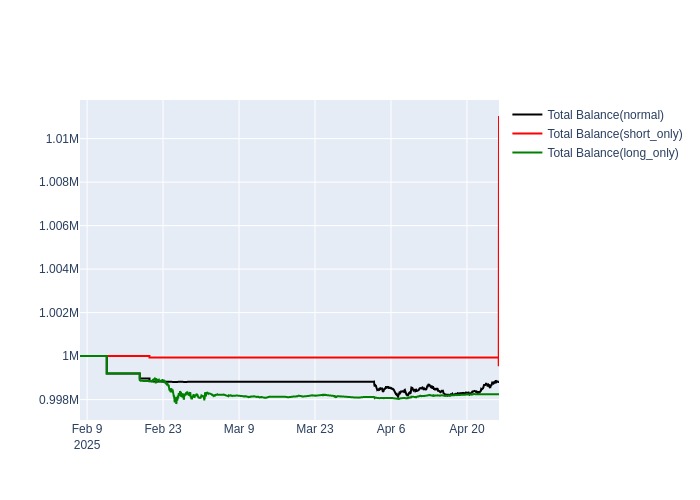 1.01M
1.008M
1.006M
1.004M
1.002M
1M
0.998M
Feb 9
2025
Feb 23
Mar 9
Mar 23
Apr 6
Apr 20
Total Balance(normal)
Total Balance(short_only)
Total Balance(long_only)